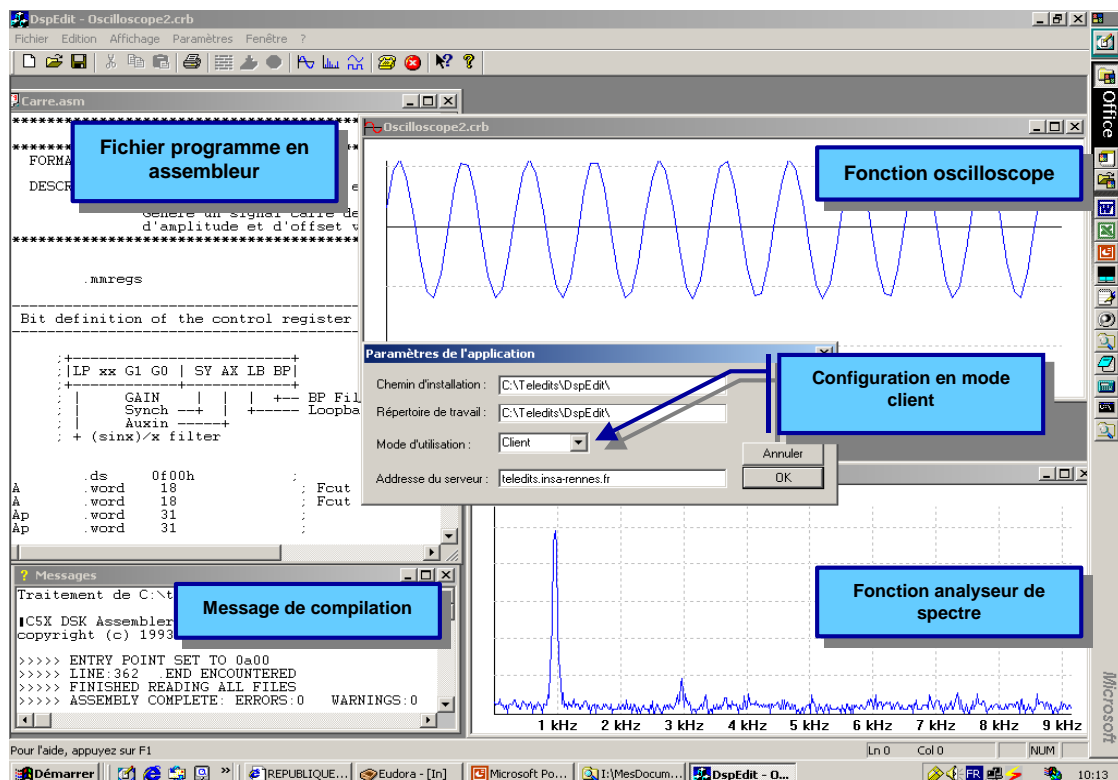 DspEdit - Oscilloscope2.crb
Fichier Edition Affichage Paramètres Fenêtre ?
Carre.asm
Fichier programme en
assembleur
FORMA
DESCR
Génère un signal carré de
d'amplitude et d'offset v
.mmregs
Bit definition of the control register
;+--------------------------+
;|LP xx G1 G0 | SY AX LB BP|
;+------------+-------------+
; | GAIN | | | +-- BP Fil
; | Synch --+ | +----- Loopba
; | Auxin -----+
; + (sinx)/x filter
.ds 0f00h ;
A .word 18 ; Fcut
A .word 18 ; Fcut
Ap .word 31 ;
Ap .word 31 ;
Oscilloscope2.crb
Fonction oscilloscope
Paramètres de l'application
Chemin d'installation : C:\Teledits\DspEdit\
Répertoire de travail : C:\Teledits\DspEdit\
Mode d'utilisation : Client
Addresse du serveur : teledits.insa-rennes.fr
Annuler
OK
Configuration en mode
client
? Messages
Traitement de C:\t
C5X DSK Assembler
copyright (c) 1993
>>>>> ENTRY POINT SET TO 0a00
>>>>> LINE:362 .END ENCOUNTERED
>>>>> FINISHED READING ALL FILES
>>>>> ASSEMBLY COMPLETE: ERRORS:0 WARNINGS:0
Message de compilation
Fonction analyseur de
spectre
1 kHz 2 kHz 3 kHz 4 kHz 5 kHz 6 kHz 7 kHz 8 kHz 9 kHz
Office
Microsoft
Pour l'aide, appuyez sur F1
Ln 0 Col 0 NUM
Démarrer » REPUBLIQUE... Eudora - [In] Microsoft Po... I:\MesDocum... DspEdit - O... FR 10:13